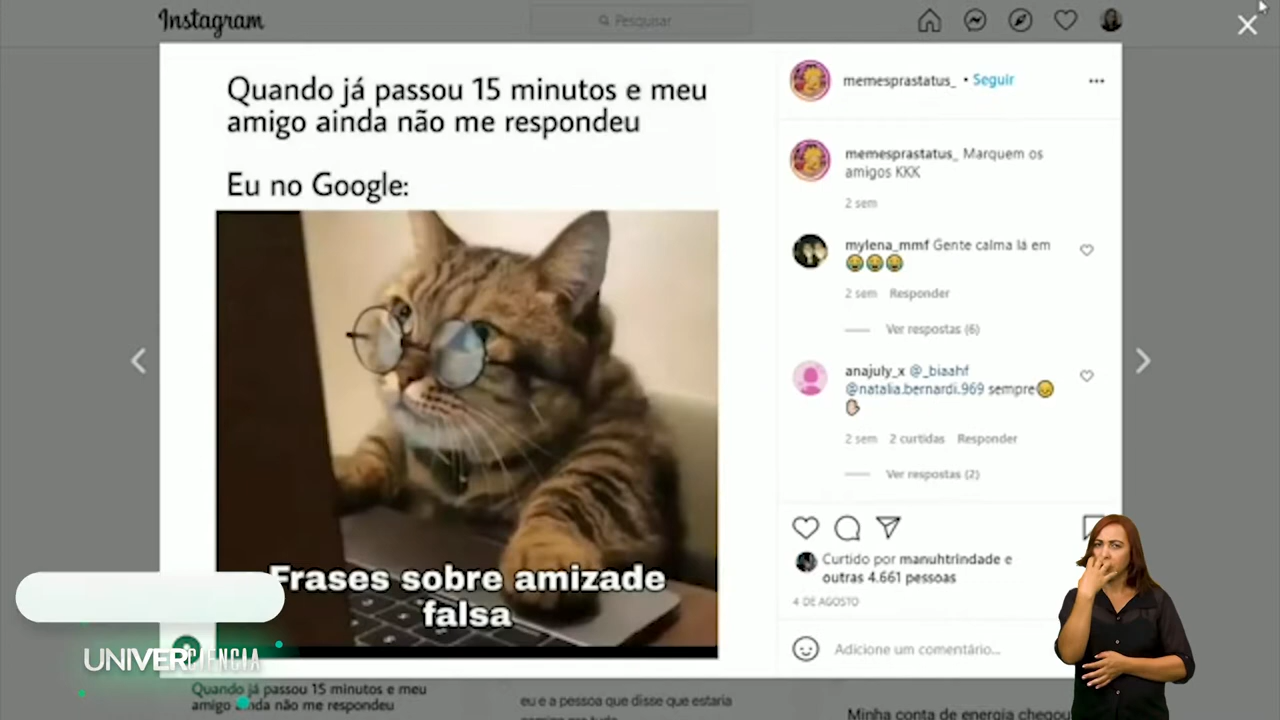 Instagram
Pesquisar
Quando já passou 15 minutos e meu
amigo ainda não me respondeu
Eu no Google:
Frases sobre amizade
falsa
memesprastatus_ • Seguir
memesprastatus_ Marquem os
amigos KKK
2 sem
mylena_mmf Gente calma lá em
😂😂😂
2 sem Responder
Ver respostas (6)
anajuly_x @_biaahf
@natalia.bernardi.969 sempre😞
2 sem 2 curtidas Responder
Ver respostas (2)
Curtido por manuhtrindade e
outras 4.661 pessoas
4 DE AGOSTO
Adicione um comentário...
UNIVERCIÊNCIA
Quando já passou 15 minutos e meu
amigo ainda não me respondeu
eu e a pessoa que disse que estaria
Minha conta de energia chegou